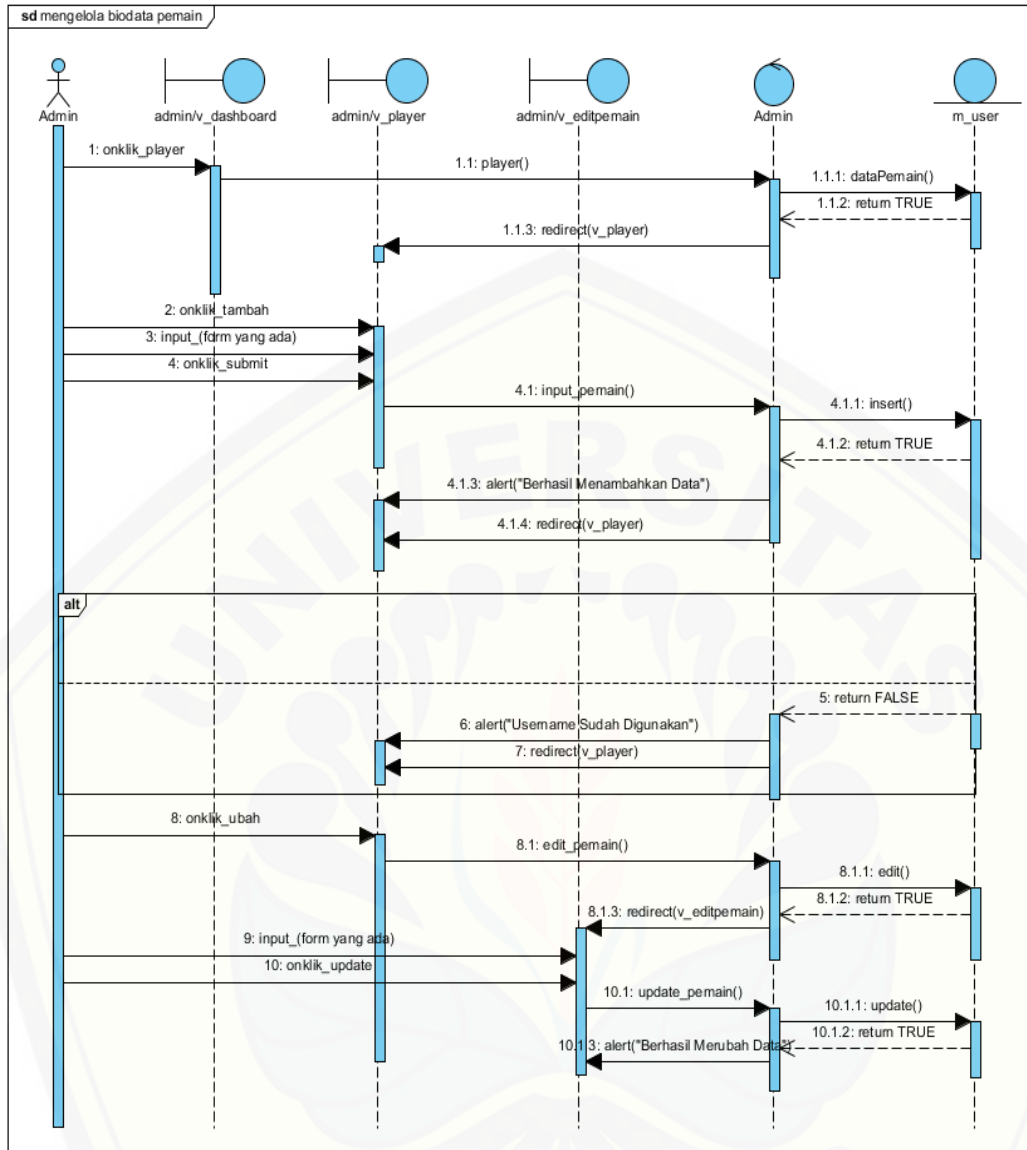 sd mengelola biodata pemain
Admin
admin/v_dashboard
admin/v_player
admin/v_editpemain
Admin
m_user
1: onklik_player
1.1: player()
1.1.1: dataPemain()
1.1.2: return TRUE
1.1.3: redirect(v_player)
2: onklik_tambah
3: input_(form yang ada)
4: onklik_submit
4.1: input_pemain()
4.1.1: insert()
4.1.2: return TRUE
4.1.3: alert("Berhasil Menambahkan Data")
4.1.4: redirect(v_player)
alt
5: return FALSE
6: alert("Username Sudah Digunakan")
7: redirect(v_player)
8: onklik_ubah
8.1: edit_pemain()
8.1.1: edit()
8.1.2: return TRUE
8.1.3: redirect(v_editpemain)
9: input_(form yang ada)
10: onklik_update
10.1: update_pemain()
10.1.1: update()
10.1.2: return TRUE
10.1.3: alert("Berhasil Merubah Data")
UNIVERSITAS